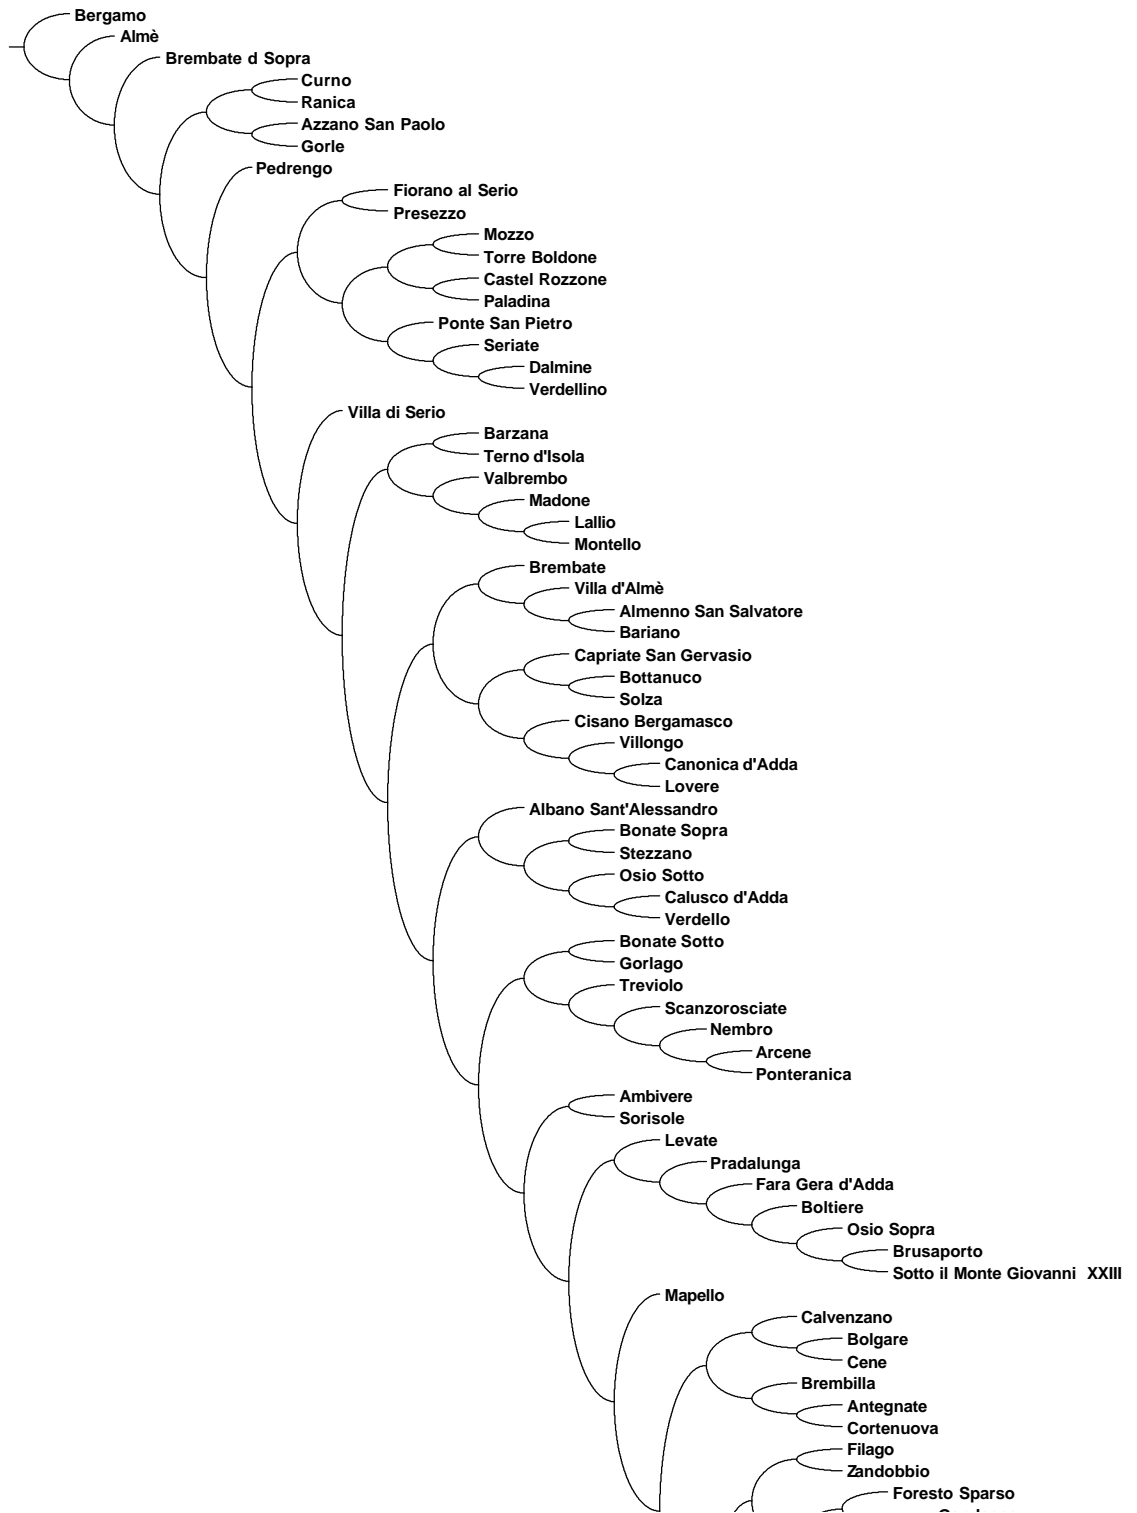 Bergamo
Almè
Brembate d Sopra
Curno
Ranica
Azzano San Paolo
Gorle
Pedrengo
Fiorano al Serio
Presezzo
Mozzo
Torre Boldone
Castel Rozzone
Paladina
Ponte San Pietro
Seriate
Dalmine
Verdellino
Villa di Serio
Barzana
Terno d'Isola
Valbrembo
Madone
Lallio
Montello
Brembate
Villa d'Almè
Almenno San Salvatore
Bariano
Capriate San Gervasio
Bottanuco
Solza
Cisano Bergamasco
Villongo
Canonica d'Adda
Lovere
Albano Sant'Alessandro
Bonate Sopra
Stezzano
Osio Sotto
Calusco d'Adda
Verdello
Bonate Sotto
Gorlago
Treviolo
Scanzorosciate
Nembro
Arcene
Ponteranica
Ambivere
Sorisole
Levate
Pradalunga
Fara Gera d'Adda
Boltiere
Osio Sopra
Brusaporto
Sotto il Monte Giovanni XXIII
Mapello
Calvenzano
Bolgare
Cene
Brembilla
Antegnate
Cortenuova
Filago
Zandobbio
Foresto Sparso